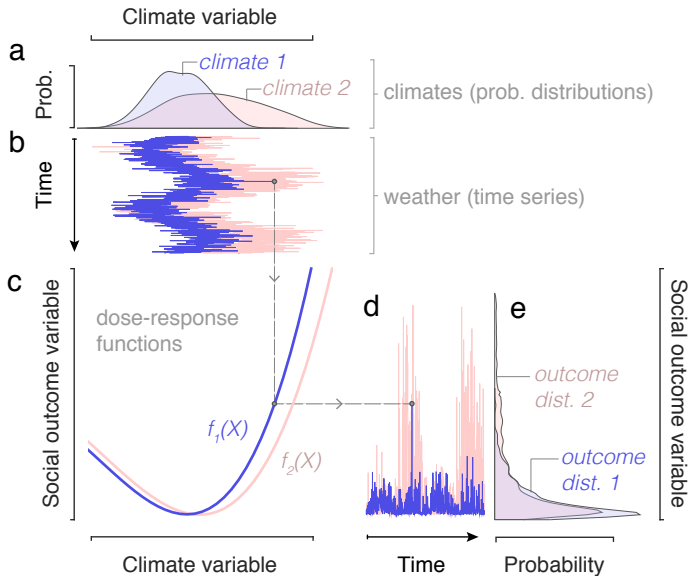 Climate variable
a
climate 1
climate 2
Prob.
climates (prob. distributions)
b
Time
weather (time series)
c
Social outcome variable
dose-response
functions
f1(X)
f2(X)
d
e
outcome
dist. 2
outcome
dist. 1
Social outcome variable
Climate variable
Time
Probability